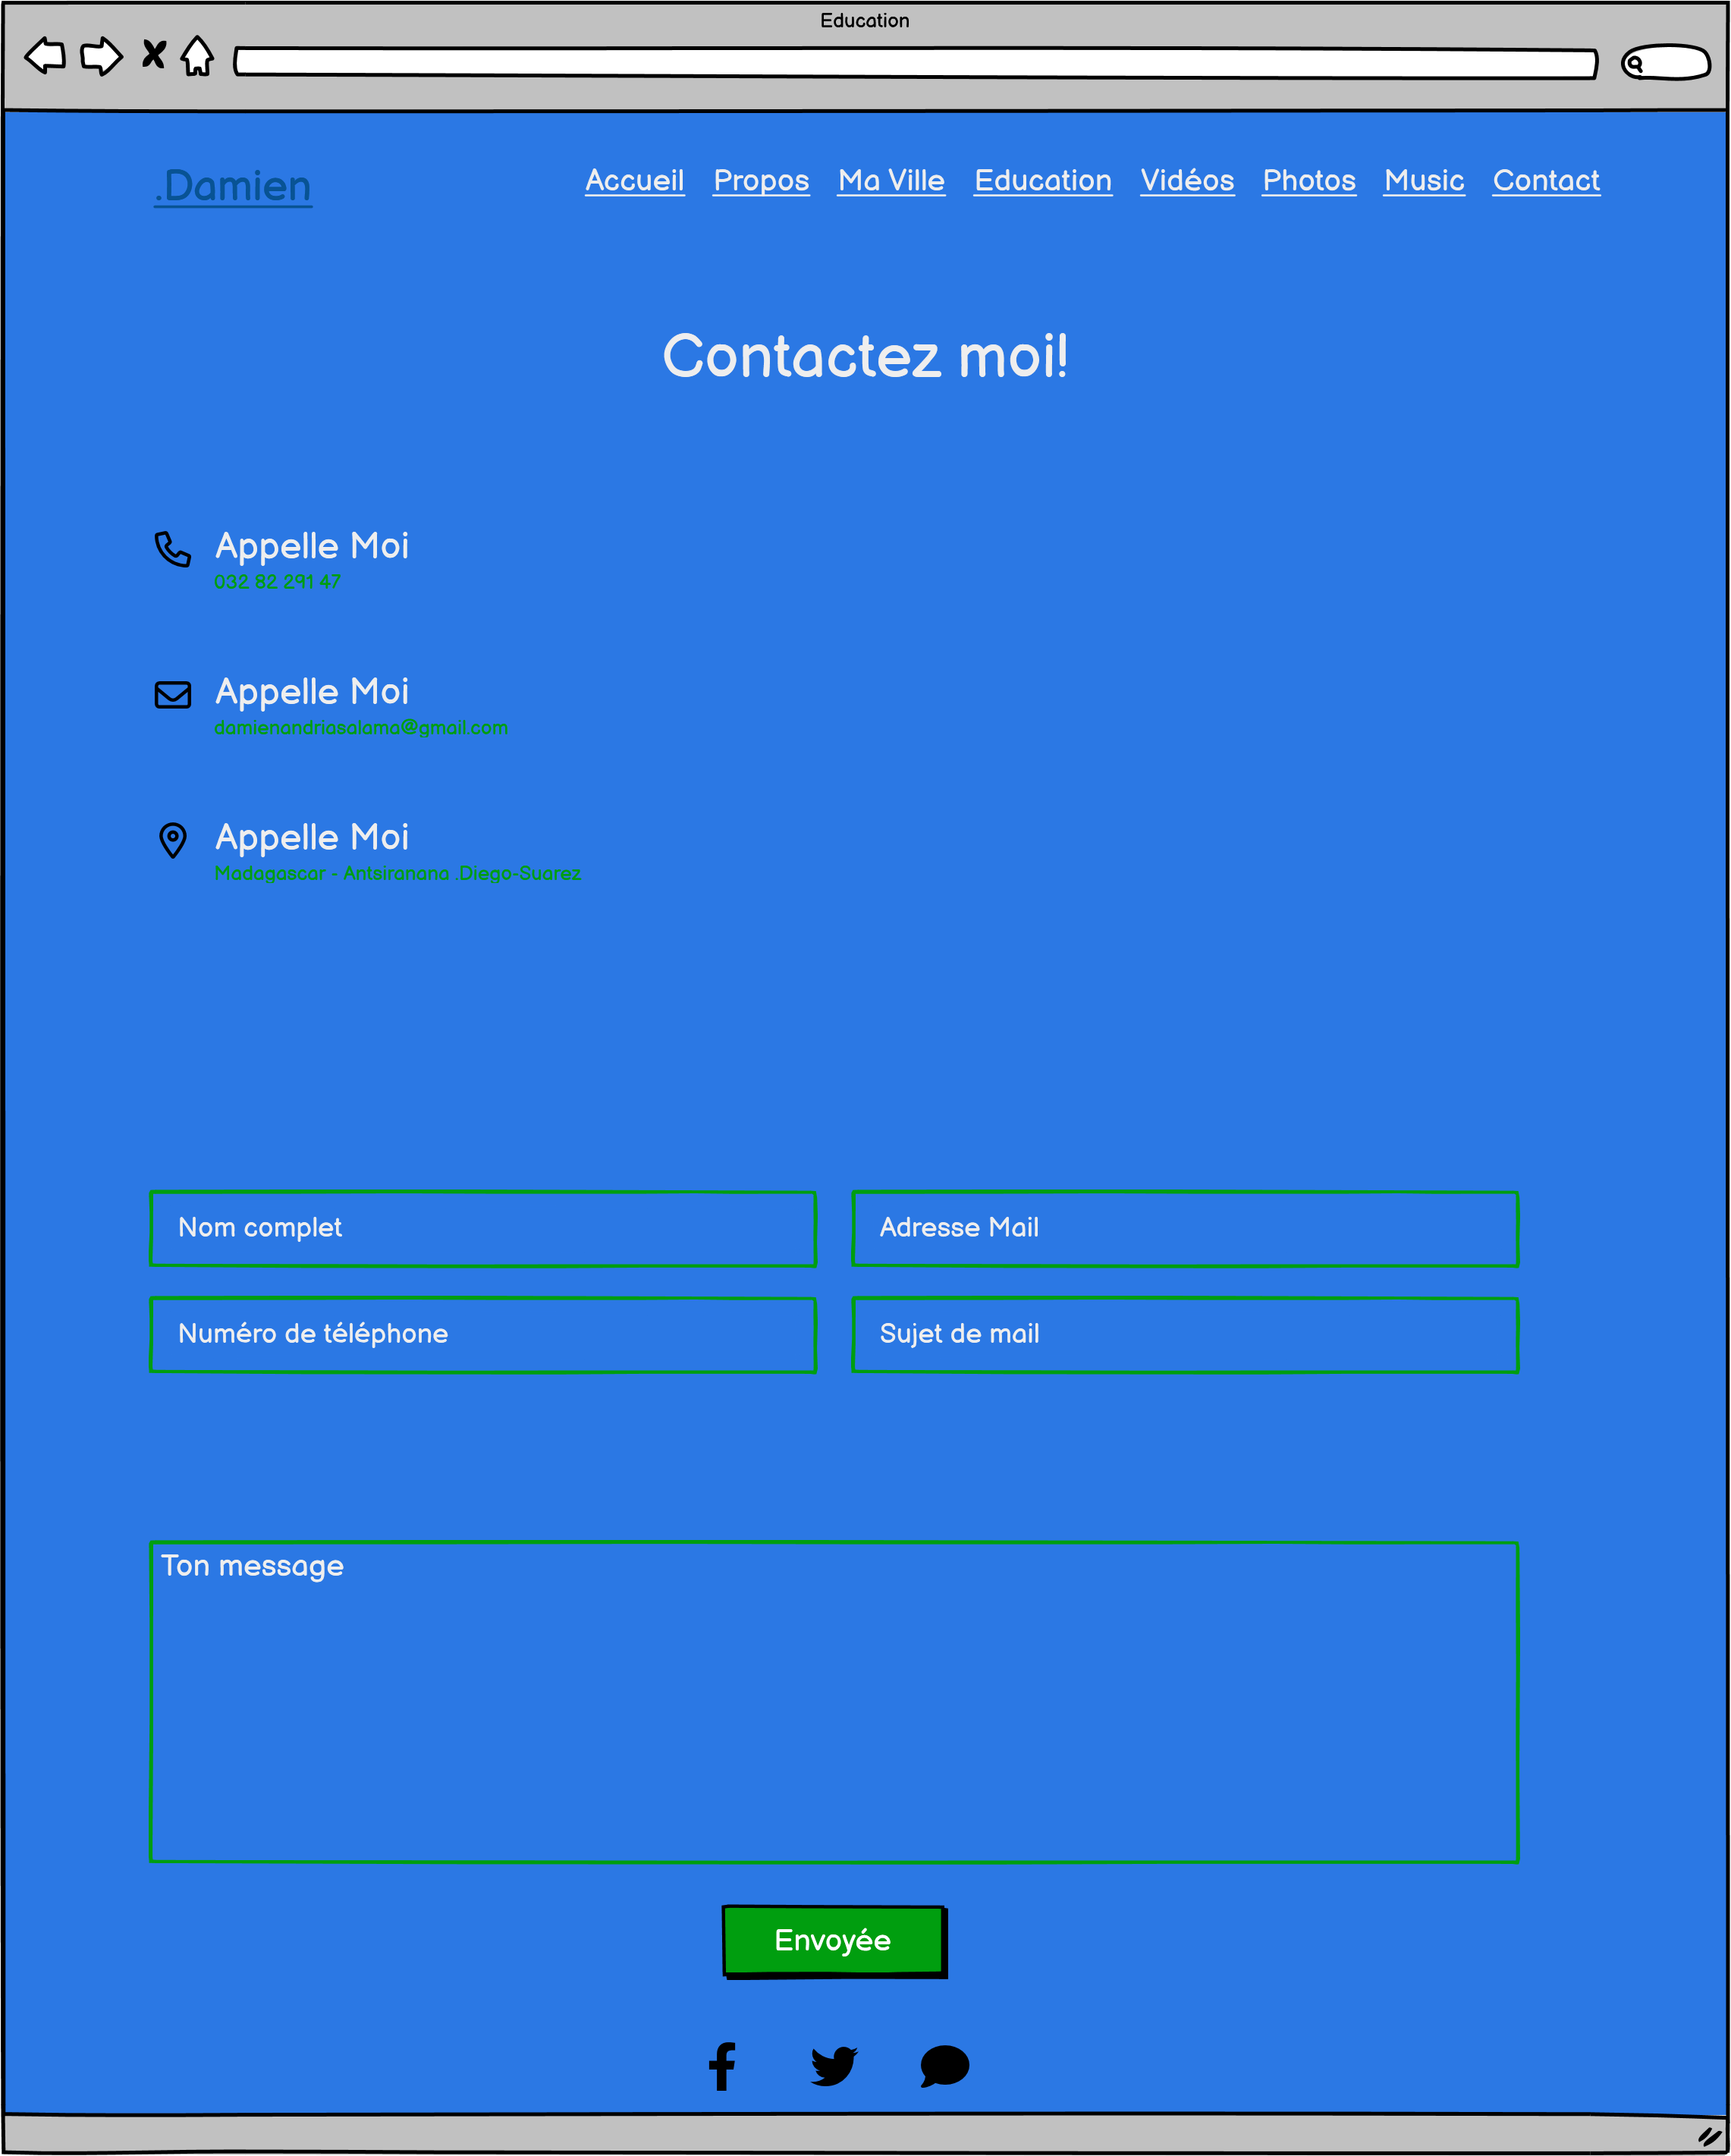 Education
.Damien Accueil Propos Ma Ville Education Vidéos Photos Music Contact
Contactez moi!
Appelle Moi
032 82 291 47
Appelle Moi
damienandriasalama@gmail.com
Appelle Moi
Madagascar - Antsiranana .Diego-Suarez
Nom complet Adresse Mail
Numéro de téléphone Sujet de mail
Ton message
Envoyée